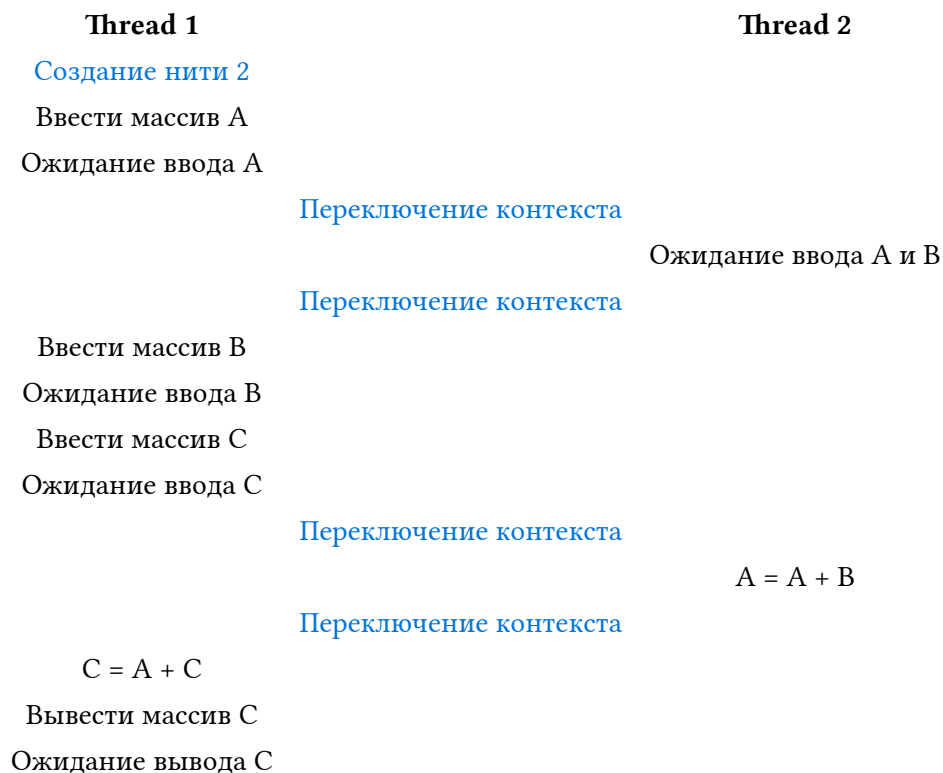 Thread 1 Thread 2
Создание нити 2
Ввести массив A
Ожидание ввода A
Переключение контекста
Ожидание ввода A и B
Переключение контекста
Ввести массив B
Ожидание ввода B
Ввести массив C
Ожидание ввода C
Переключение контекста
A = A + B
Переключение контекста
C = A + C
Вывести массив C
Ожидание вывода C